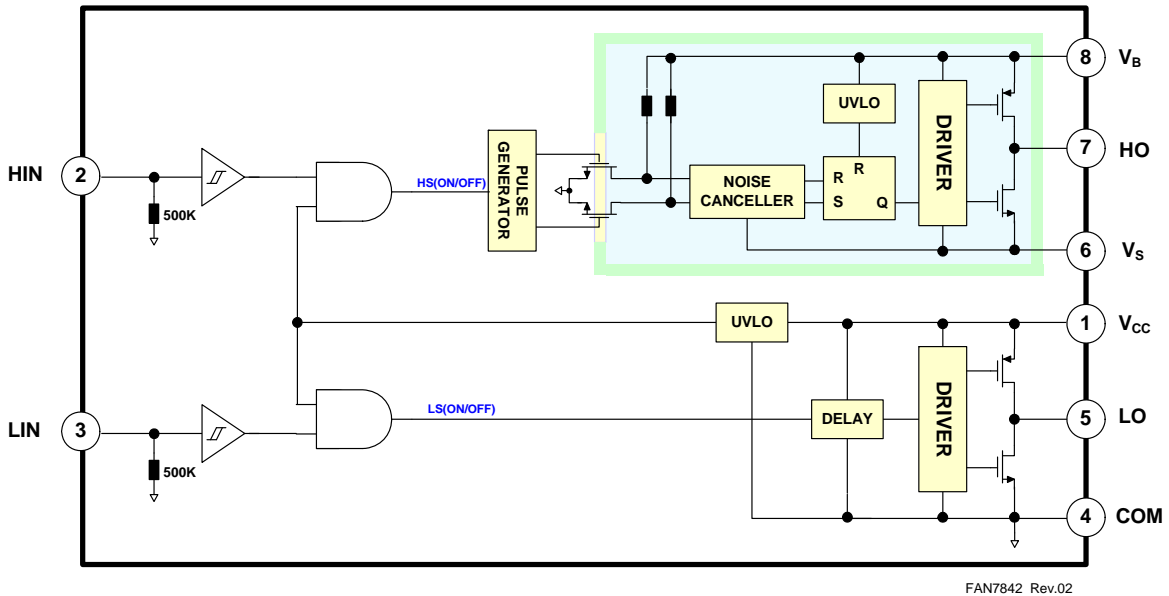 8 V_B
UVLO
DRIVER
HIN 2
PULSE GENERATOR
7 HO
HS(ON/OFF)
NOISE
CANCELLER
R R
S Q
500K
6 V_S
UVLO
1 V_CC
LIN 3
LS(ON/OFF)
DELAY
DRIVER
5 LO
500K
4 COM
FAN7842 Rev.02